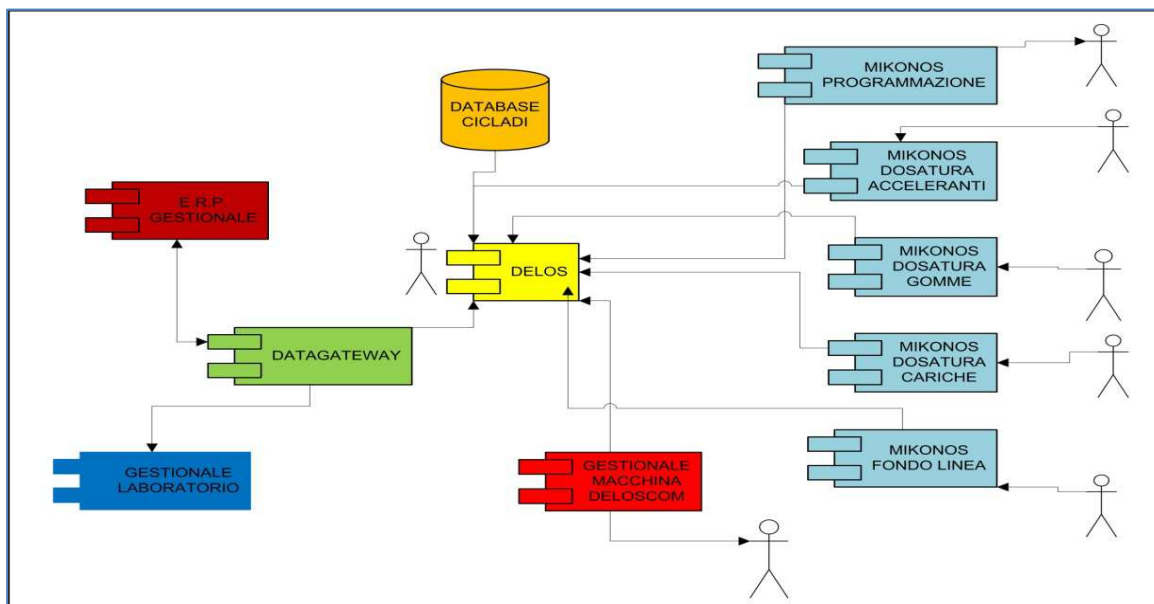 MIKONOS
PROGRAMMAZIONE
DATABASE
CICLADI
MIKONOS
DOSATURA
ACCELERANTI
E.R.P.
GESTIONALE
DELOS
MIKONOS
DOSATURA
GOMME
DATAGATEWAY
MIKONOS
DOSATURA
CARICHE
GESTIONALE
LABORATORIO
GESTIONALE
MACCHINA
DELOSCOM
MIKONOS
FONDO LINEA